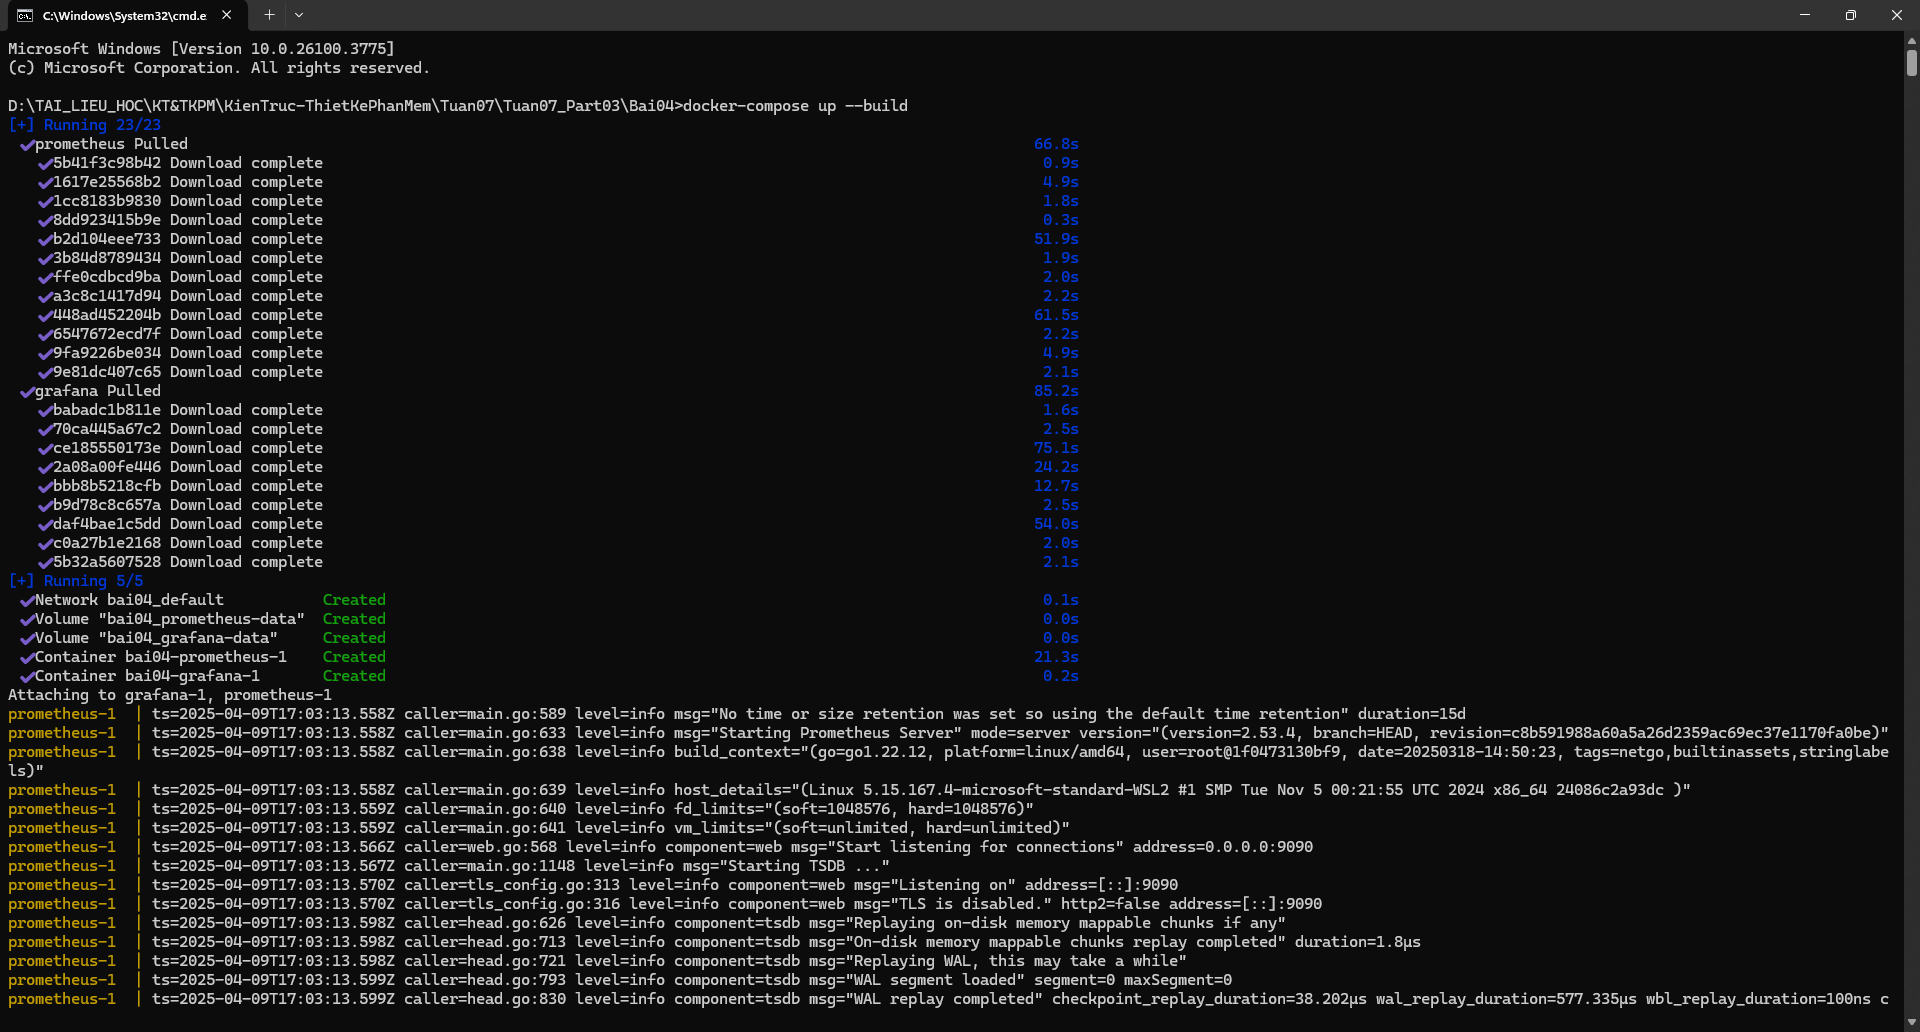 C:\Windows\System32\cmd.e
Microsoft Windows [Version 10.0.26100.3775]
(c) Microsoft Corporation. All rights reserved.
D:\TAI_LIEU_HOC\KT&TKPM\KienTruc-ThietKePhanMem\Tuan07\Tuan07_Part03\Bai04>docker-compose up --build
[+] Running 23/23
✔prometheus Pulled 66.8s
✔5b41f3c98b42 Download complete 0.9s
✔1617e25568b2 Download complete 4.9s
✔1cc8183b9830 Download complete 1.8s
✔8dd923415b9e Download complete 0.3s
✔b2d104eee733 Download complete 51.9s
✔3b84d8789434 Download complete 1.9s
✔ffe0cdbcd9ba Download complete 2.0s
✔a3c8c1417d94 Download complete 2.2s
✔448ad452204b Download complete 61.5s
✔6547672ecd7f Download complete 2.2s
✔9fa9226be034 Download complete 4.9s
✔9e81dc407c65 Download complete 2.1s
✔grafana Pulled 85.2s
✔babadc1b811e Download complete 1.6s
✔70ca445a67c2 Download complete 2.5s
✔ce185550173e Download complete 75.1s
✔2a08a00fe446 Download complete 24.2s
✔bbb8b5218cfb Download complete 12.7s
✔b9d78c8c657a Download complete 2.5s
✔daf4bae1c5dd Download complete 54.0s
✔c0a27b1e2168 Download complete 2.0s
✔5b32a5607528 Download complete 2.1s
[+] Running 5/5
✔Network bai04_default Created 0.1s
✔Volume "bai04_prometheus-data" Created 0.0s
✔Volume "bai04_grafana-data" Created 0.0s
✔Container bai04-prometheus-1 Created 21.3s
✔Container bai04-grafana-1 Created 0.2s
Attaching to grafana-1, prometheus-1
prometheus-1 | ts=2025-04-09T17:03:13.558Z caller=main.go:589 level=info msg="No time or size retention was set so using the default time retention" duration=15d
prometheus-1 | ts=2025-04-09T17:03:13.558Z caller=main.go:633 level=info msg="Starting Prometheus Server" mode=server version="(version=2.53.4, branch=HEAD, revision=c8b591988a60a5a26d2359ac69ec37e1170fa0be)"
prometheus-1 | ts=2025-04-09T17:03:13.558Z caller=main.go:638 level=info build_context="(go=go1.22.12, platform=linux/amd64, user=root@1f0473130bf9, date=20250318-14:50:23, tags=netgo,builtinassets,stringlabe
ls)"
prometheus-1 | ts=2025-04-09T17:03:13.558Z caller=main.go:639 level=info host_details="(Linux 5.15.167.4-microsoft-standard-WSL2 #1 SMP Tue Nov 5 00:21:55 UTC 2024 x86_64 24086c2a93dc )"
prometheus-1 | ts=2025-04-09T17:03:13.559Z caller=main.go:640 level=info fd_limits="(soft=1048576, hard=1048576)"
prometheus-1 | ts=2025-04-09T17:03:13.559Z caller=main.go:641 level=info vm_limits="(soft=unlimited, hard=unlimited)"
prometheus-1 | ts=2025-04-09T17:03:13.566Z caller=web.go:568 level=info component=web msg="Start listening for connections" address=0.0.0.0:9090
prometheus-1 | ts=2025-04-09T17:03:13.567Z caller=main.go:1148 level=info msg="Starting TSDB ..."
prometheus-1 | ts=2025-04-09T17:03:13.570Z caller=tls_config.go:313 level=info component=web msg="Listening on" address=[::]:9090
prometheus-1 | ts=2025-04-09T17:03:13.570Z caller=tls_config.go:316 level=info component=web msg="TLS is disabled." http2=false address=[::]:9090
prometheus-1 | ts=2025-04-09T17:03:13.598Z caller=head.go:626 level=info component=tsdb msg="Replaying on-disk memory mappable chunks if any"
prometheus-1 | ts=2025-04-09T17:03:13.598Z caller=head.go:713 level=info component=tsdb msg="On-disk memory mappable chunks replay completed" duration=1.8µs
prometheus-1 | ts=2025-04-09T17:03:13.598Z caller=head.go:721 level=info component=tsdb msg="Replaying WAL, this may take a while"
prometheus-1 | ts=2025-04-09T17:03:13.599Z caller=head.go:793 level=info component=tsdb msg="WAL segment loaded" segment=0 maxSegment=0
prometheus-1 | ts=2025-04-09T17:03:13.599Z caller=head.go:830 level=info component=tsdb msg="WAL replay completed" checkpoint_replay_duration=38.202µs wal_replay_duration=577.335µs wbl_replay_duration=100ns c